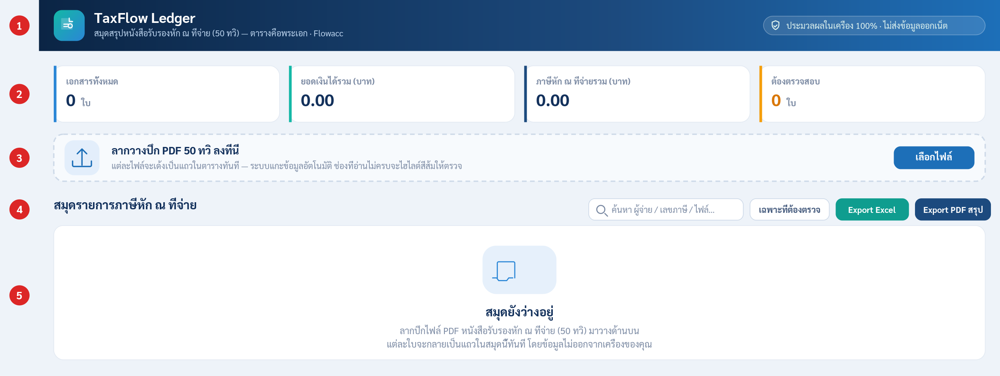 1
TaxFlow Ledger
สมุดสรุปหนังสือรับรองหัก ณ ที่จ่าย (50 ทวิ) — ตารางคือพระเอก · Flowacc
ประมวลผลในเครื่อง 100% · ไม่ส่งข้อมูลออกเน็ต
2
เอกสารทั้งหมด
0 ใบ
ยอดเงินได้รวม (บาท)
0.00
ภาษีหัก ณ ที่จ่ายรวม (บาท)
0.00
ต้องตรวจสอบ
0 ใบ
3
ลากวางปึก PDF 50 ทวิ ลงที่นี่
แต่ละไฟล์จะเด้งเป็นแถวในตารางทันที — ระบบแกะข้อมูลอัตโนมัติ ช่องที่อ่านไม่ครบจะไฮไลต์สีส้มให้ตรวจ
เลือกไฟล์
4
สมุดรายการภาษีหัก ณ ที่จ่าย
ค้นหา ผู้จ่าย / เลขภาษี / ไฟล์...
เฉพาะที่ต้องตรวจ
Export Excel
Export PDF สรุป
5
สมุดยังว่างอยู่
ลากปึกไฟล์ PDF หนังสือรับรองหัก ณ ที่จ่าย (50 ทวิ) มาวางด้านบน
แต่ละใบจะกลายเป็นแถวในสมุดนี้ทันที โดยข้อมูลไม่ออกจากเครื่องของคุณ